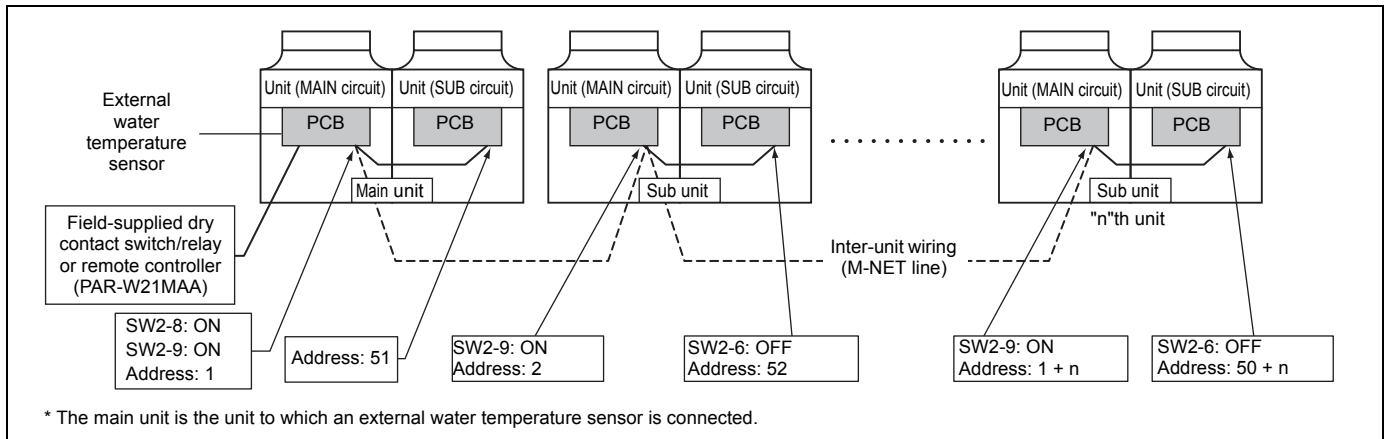 Unit (MAIN circuit)
Unit (SUB circuit)
Unit (MAIN circuit)
Unit (SUB circuit)
Unit (MAIN circuit)
Unit (SUB circuit)
External
water
temperature
sensor
PCB
PCB
PCB
PCB
PCB
PCB
Main unit
Sub unit
Sub unit
"n"th unit
Field-supplied dry
contact switch/relay
or remote controller
(PAR-W21MAA)
Inter-unit wiring
(M-NET line)
SW2-8: ON
SW2-9: ON
Address: 1
Address: 51
SW2-9: ON
Address: 2
SW2-6: OFF
Address: 52
SW2-9: ON
Address: 1 + n
SW2-6: OFF
Address: 50 + n
* The main unit is the unit to which an external water temperature sensor is connected.